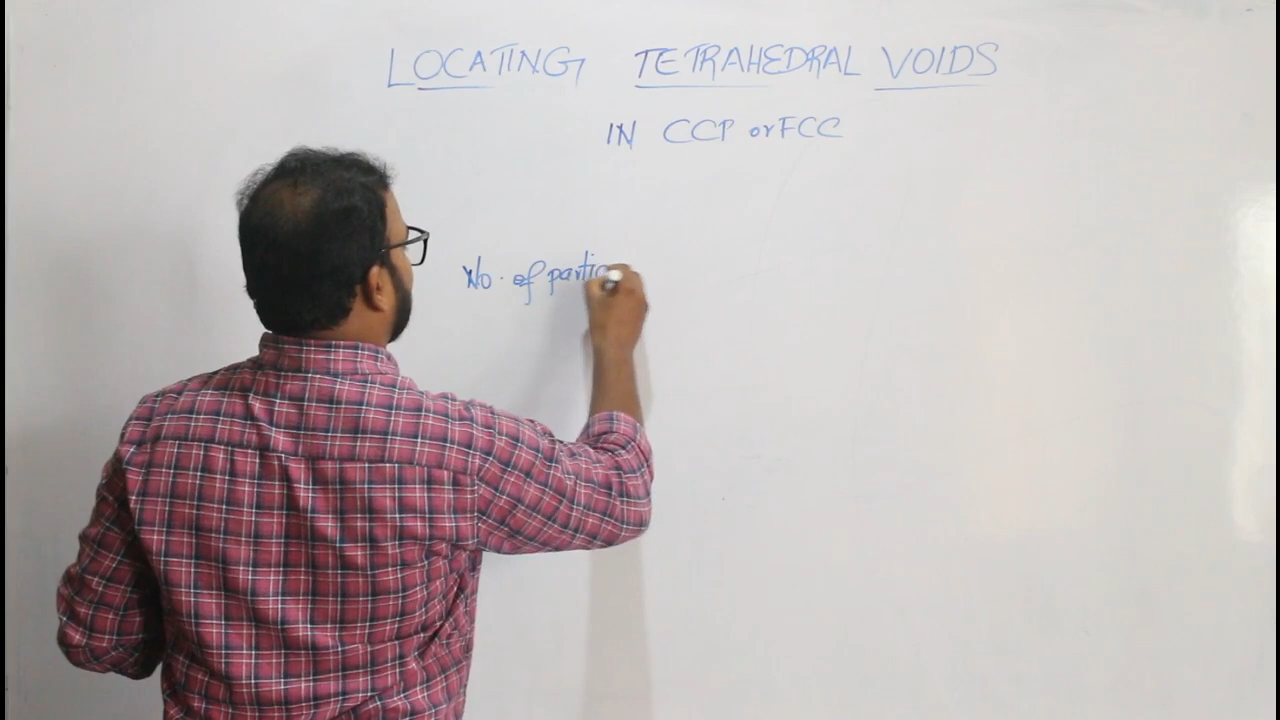 LOCATING TETRAHEDRAL VOIDS
IN CCP or FCC
No. of partic